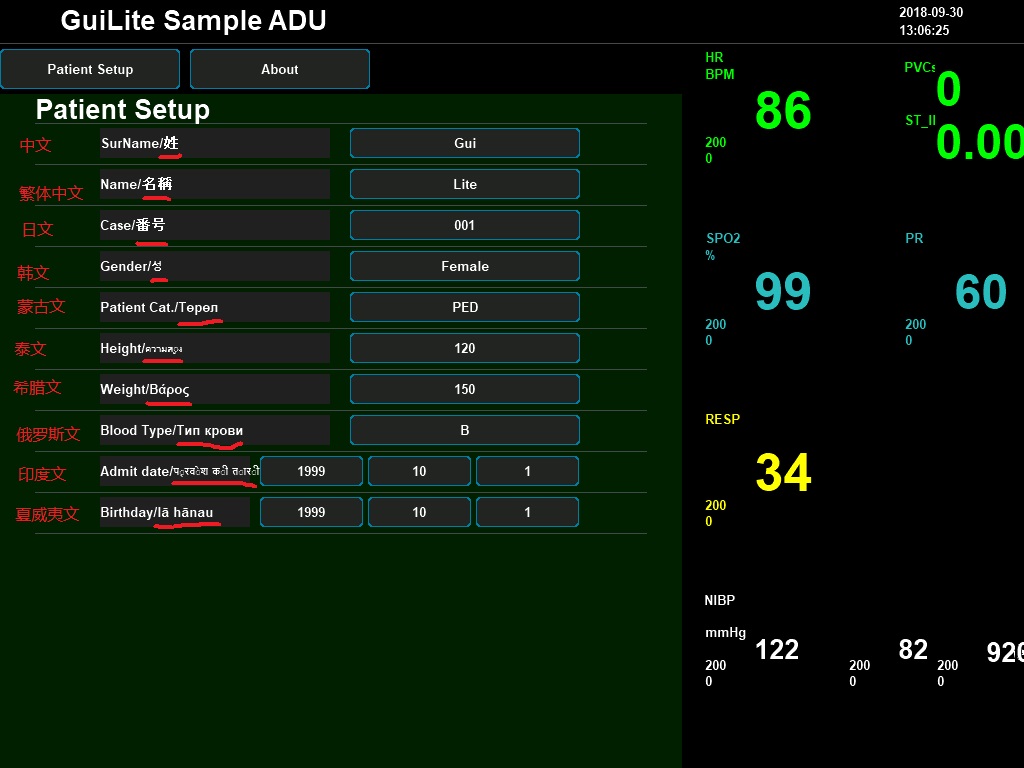 GuiLite Sample ADU
2018-09-30
13:06:25
Patient Setup
About
Patient Setup
中文
SurName/姓
Gui
繁体中文
Name/名稱
Lite
日文
Case/番号
001
韩文
Gender/성
Female
蒙古文
Patient Cat./Төрөл
PED
泰文
Height/ความสูง
120
希腊文
Weight/Βάρος
150
俄罗斯文
Blood Type/Тип крови
B
印度文
Admit date/
1999
10
1
夏威夷文
Birthday/lā hānau
1999
10
1
HR
BPM
86
200
0
PVCs
0
ST_II
0.00
SPO2
%
99
200
0
PR
60
200
0
RESP
34
200
0
NIBP
mmHg
122
200
0
82
200
0
920
200
0